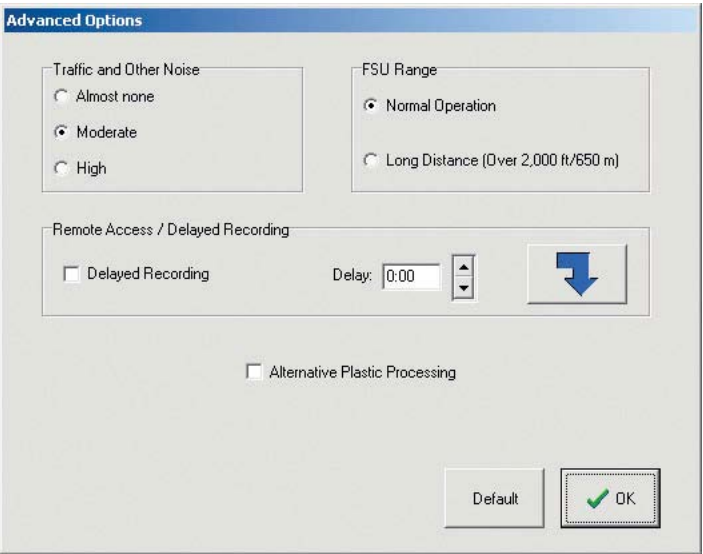 Advanced Options
Traffic and Other Noise
Almost none
Moderate
High
FSU Range
Normal Operation
Long Distance (Over 2,000 ft/650 m)
Remote Access / Delayed Recording
Delayed Recording
Delay: 0:00
Alternative Plastic Processing
Default
OK